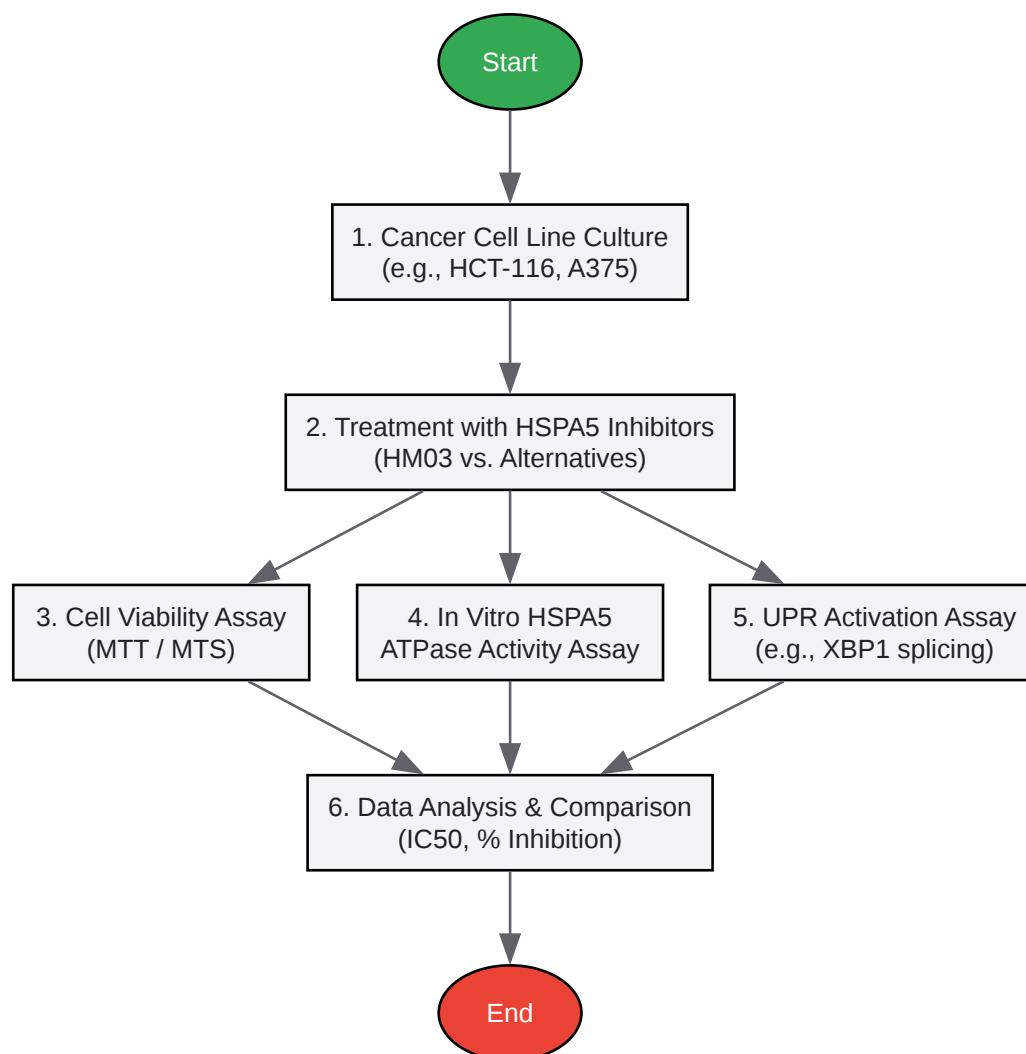 Start
1. Cancer Cell Line Culture
(e.g., HCT-116, A375)
2. Treatment with HSPA5 Inhibitors
(HM03 vs. Alternatives)
3. Cell Viability Assay
(MTT / MTS)
4. In Vitro HSPA5
ATPase Activity Assay
5. UPR Activation Assay
(e.g., XBP1 splicing)
6. Data Analysis & Comparison
(IC50, % Inhibition)
End